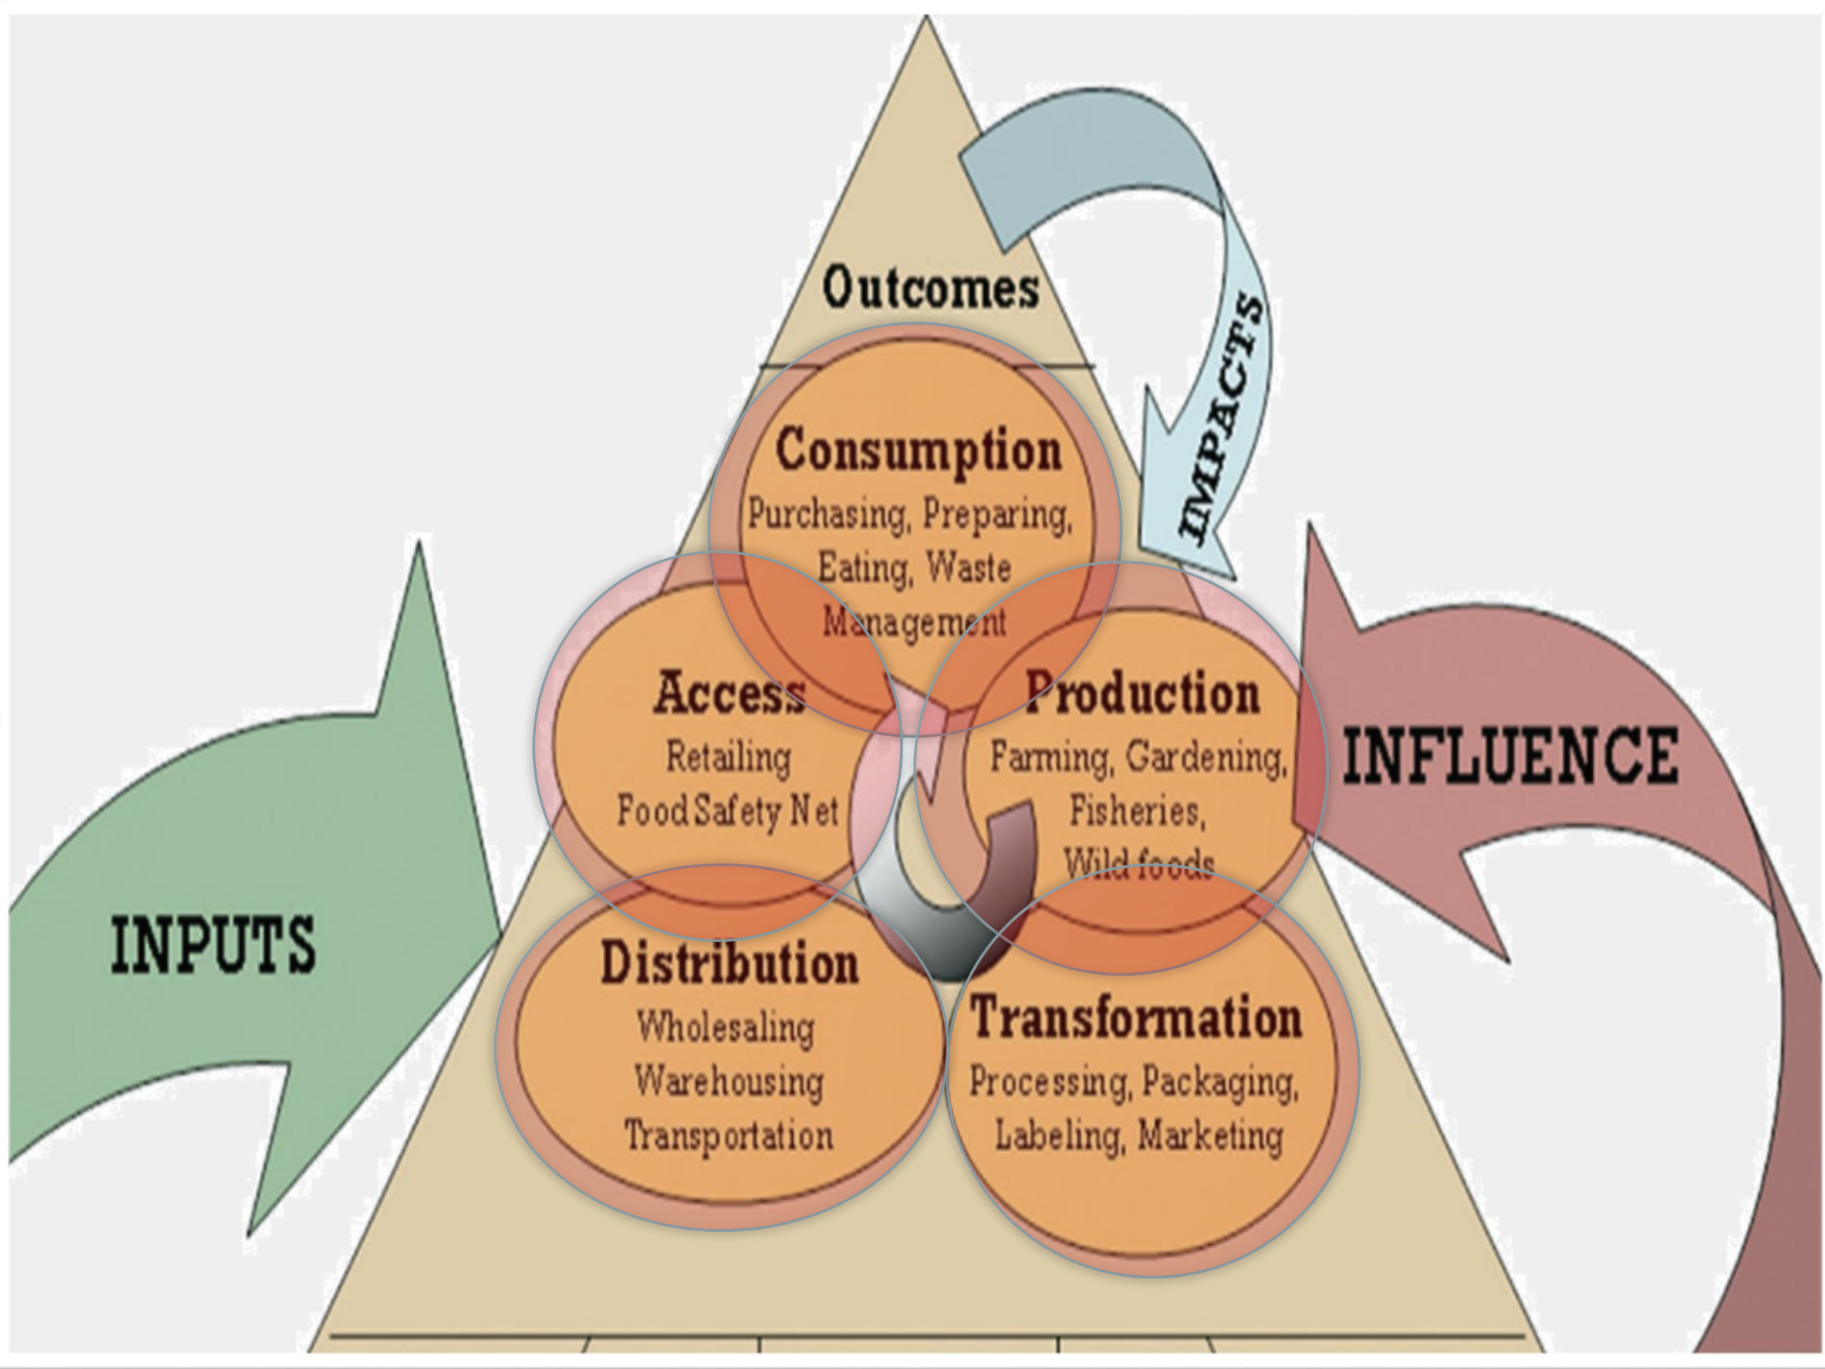 Outcomes
IMPACTS
Consumption
Purchasing, Preparing,
Eating, Waste
Management
Access
Retailing
Food Safety Net
Production
Farming, Gardening,
Fisheries,
Wild foods
INFLUENCE
INPUTS
Distribution
Wholesaling
Warehousing
Transportation
Transformation
Processing, Packaging,
Labeling, Marketing